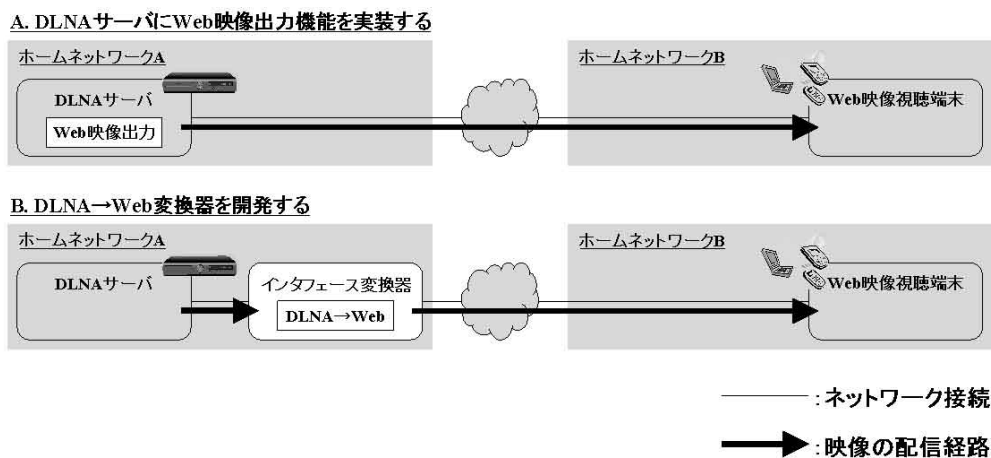 A. DLNAサーバにWeb映像出力機能を実装する
ホームネットワークA
ホームネットワークB
DLNAサーバ
Web映像出力
Web映像視聴端末
B. DLNA→Web変換器を開発する
ホームネットワークA
ホームネットワークB
DLNAサーバ
インタフェース変換器
DLNA→Web
Web映像視聴端末
:ネットワーク接続
:映像の配信経路